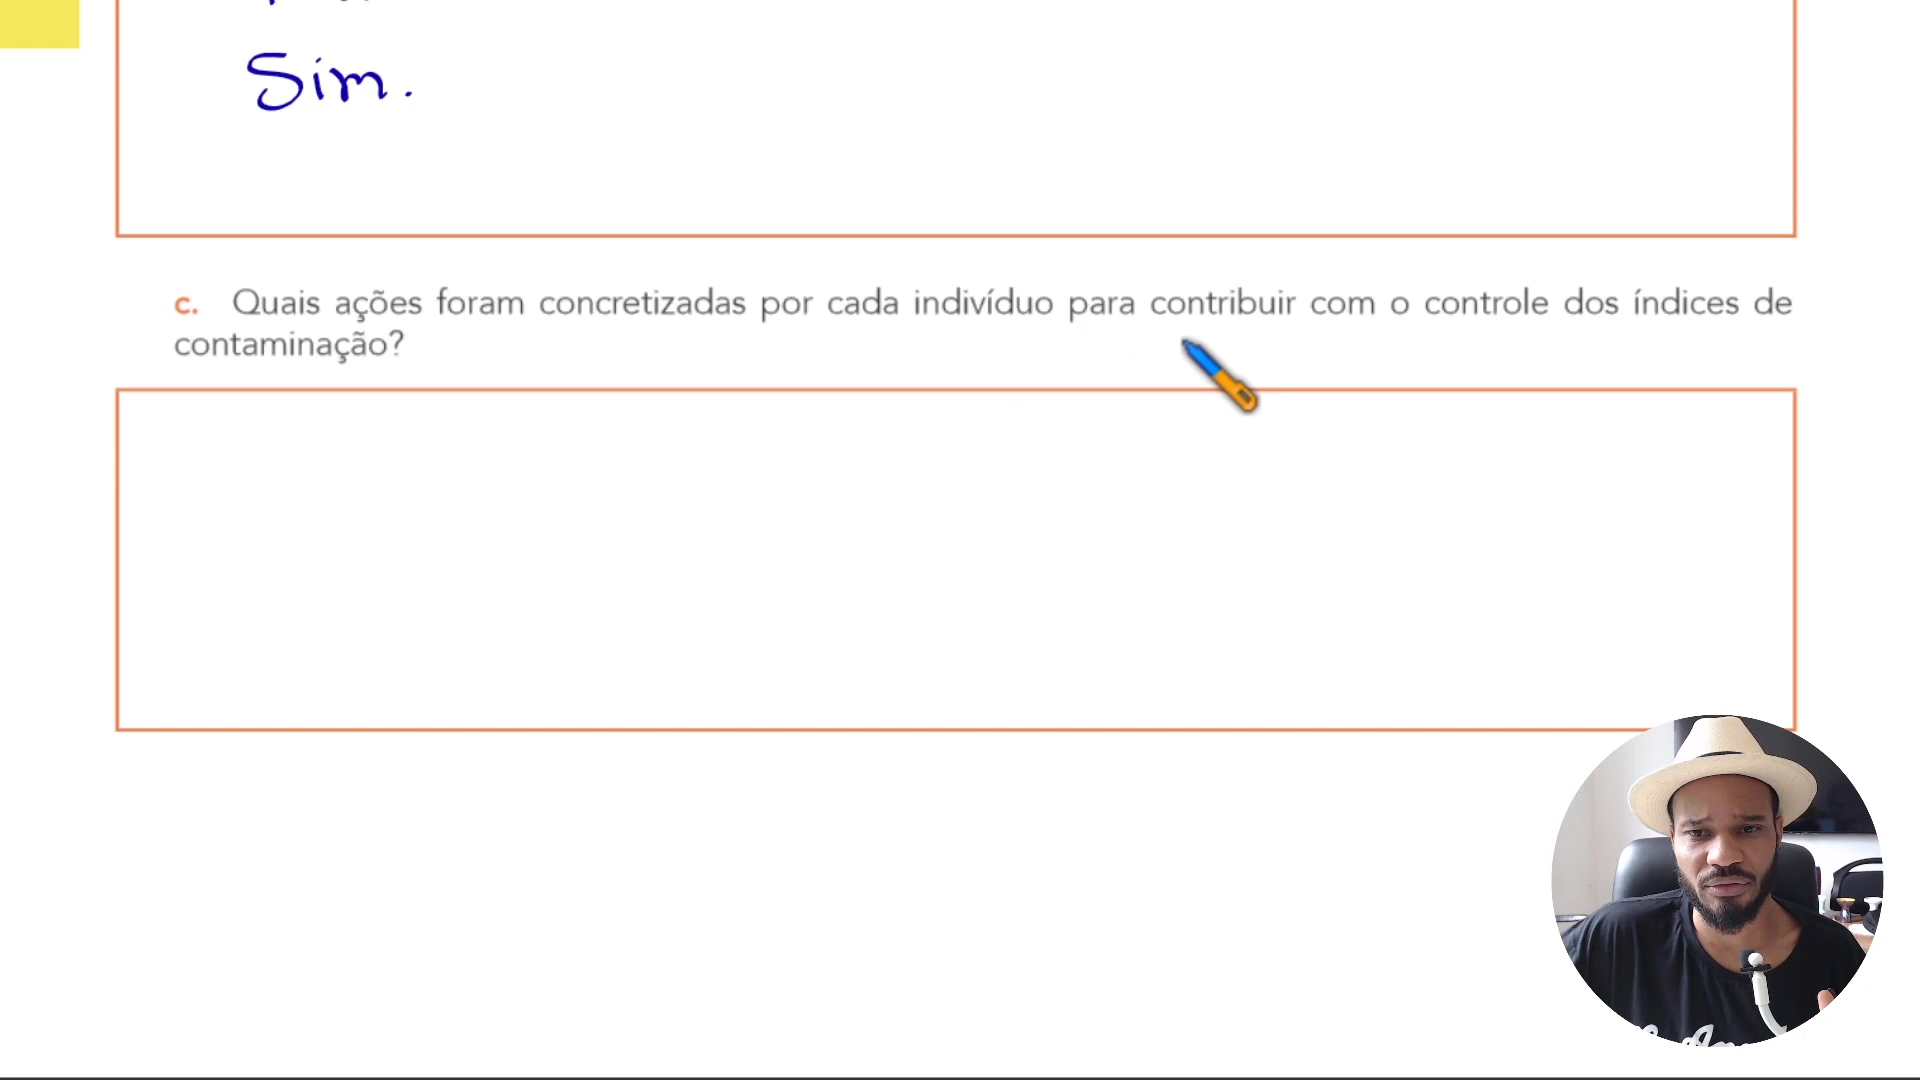 Sim.
c. Quais ações foram concretizadas por cada indivíduo para contribuir com o controle dos índices de
contaminação?